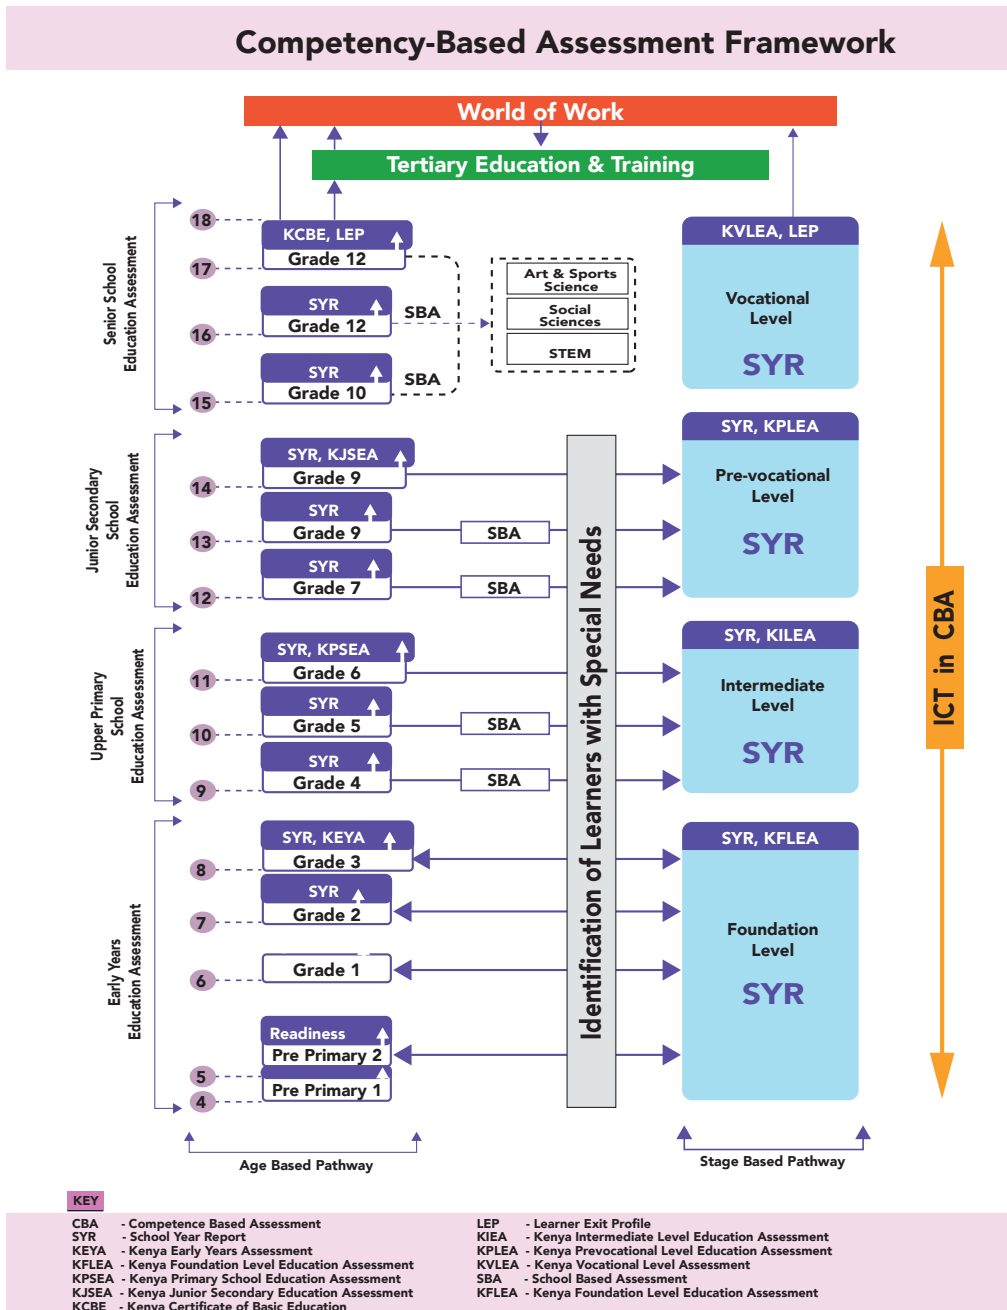 Competency-Based Assessment Framework
World of Work
Tertiary Education & Training
Senior School
Education Assessment
18
17
16
15
KCBE, LEP
Grade 12
SYR
Grade 12
SBA
SYR
Grade 10
SBA
Art & Sports
Science
Social
Sciences
STEM
KVLEA, LEP
Vocational
Level
SYR
Junior Secondary
School
Education Assessment
14
13
12
SYR, KJSEA
Grade 9
SYR
Grade 9
SBA
SYR
Grade 7
SBA
SYR, KPLEA
Pre-vocational
Level
SYR
Upper Primary
School
Education Assessment
11
10
9
SYR, KPSEA
Grade 6
SYR
Grade 5
SBA
SYR
Grade 4
SBA
SYR, KILEA
Intermediate
Level
SYR
Early Years
Education Assessment
8
7
6
5
4
SYR, KEYA
Grade 3
SYR
Grade 2
Grade 1
Readiness
Pre Primary 2
Pre Primary 1
SYR, KFLEA
Foundation
Level
SYR
Identification of Learners with Special Needs
ICT in CBA
Age Based Pathway
Stage Based Pathway
KEY
CBA - Competence Based Assessment
SYR - School Year Report
KEYA - Kenya Early Years Assessment
KFLEA - Kenya Foundation Level Education Assessment
KPSEA - Kenya Primary School Education Assessment
KJSEA - Kenya Junior Secondary Education Assessment
KCBE - Kenya Certificate of Basic Education
LEP - Learner Exit Profile
KIEA - Kenya Intermediate Level Education Assessment
KPLEA - Kenya Prevocational Level Education Assessment
KVLEA - Kenya Vocational Level Assessment
SBA - School Based Assessment
KFLEA - Kenya Foundation Level Education Assessment